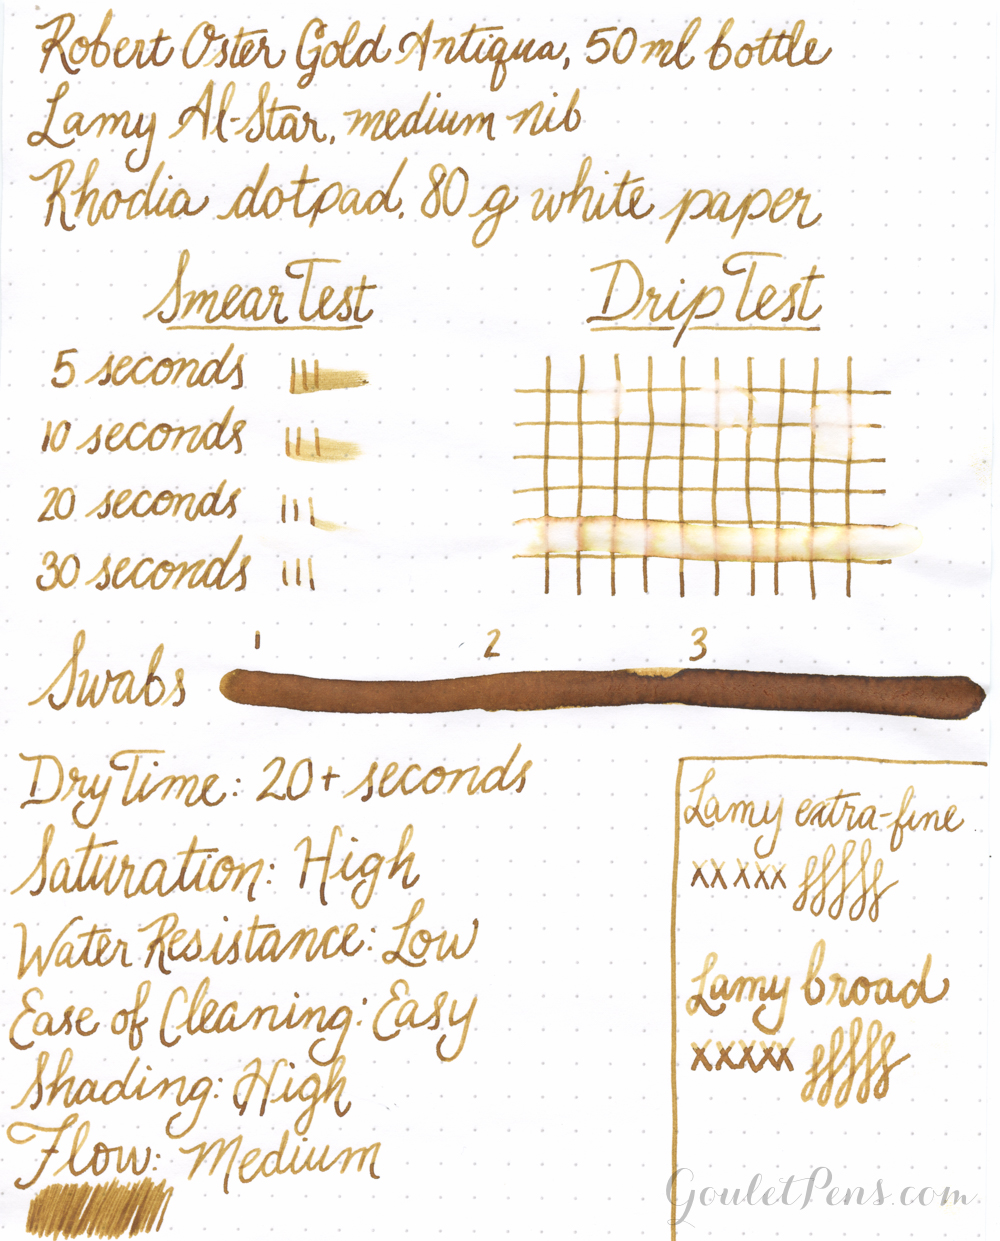 Robert Oster Gold Antiqua, 50ml bottle
Lamy Al-Star, medium nib
Rhodia dotpad, 80 g white paper
Smear Test
Drip Test
5 seconds
10 seconds
20 seconds
30 seconds
1 2 3
Swabs
Dry Time: 20+ seconds
Saturation: High
Water Resistance: Low
Ease of Cleaning: Easy
Shading: High
Flow: Medium
Lamy extra-fine
xxxxx
Lamy broad
xxxxx
GouletPens.com